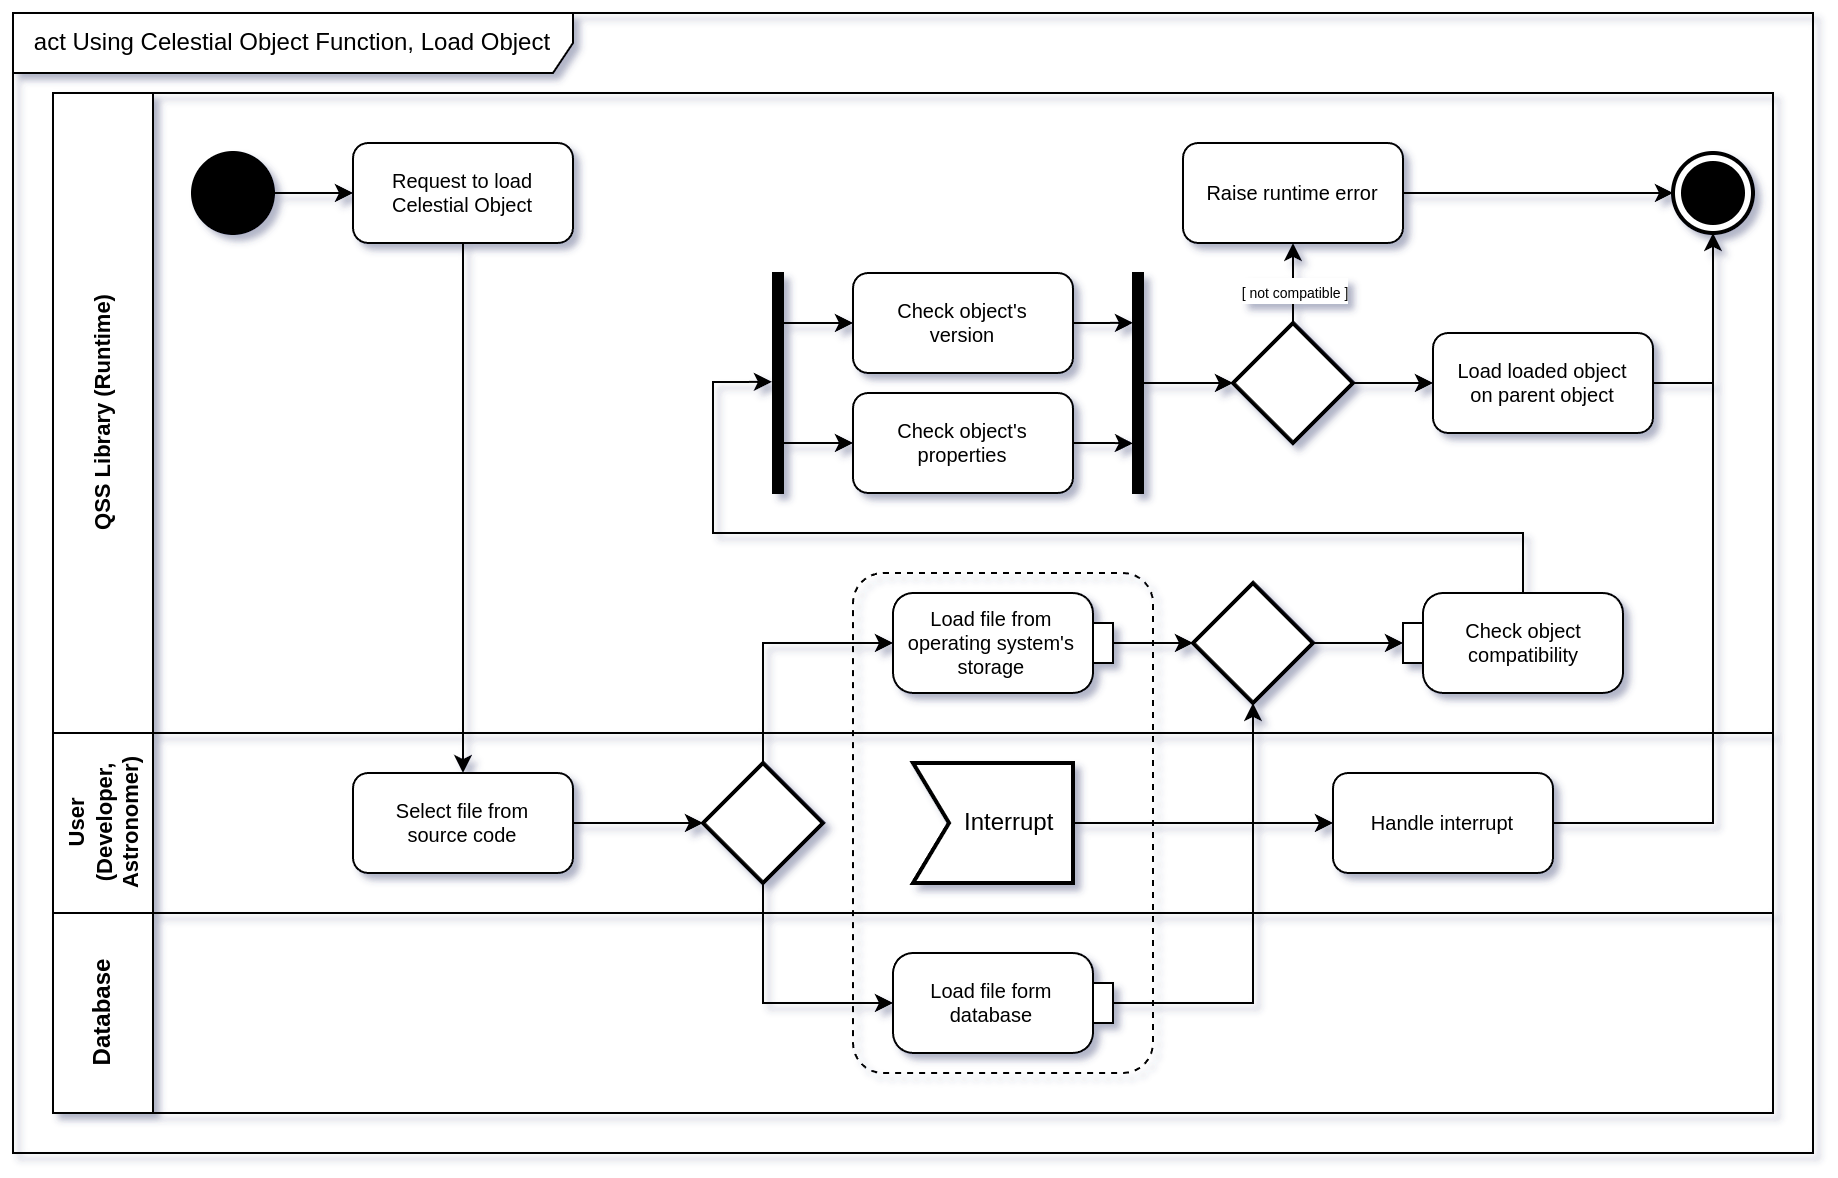 act Using Celestial Object Function, Load Object
QSS Library (Runtime)
Request to load
Celestial Object
Raise runtime error
[ not compatible ]
Check object's
version
Check object's
properties
Load loaded object
on parent object
Load file from
operating system's
storage
Check object
compatibility
User
(Developer,
Astronomer)
Select file from
source code
Interrupt
Handle interrupt
Database
Load file form
database